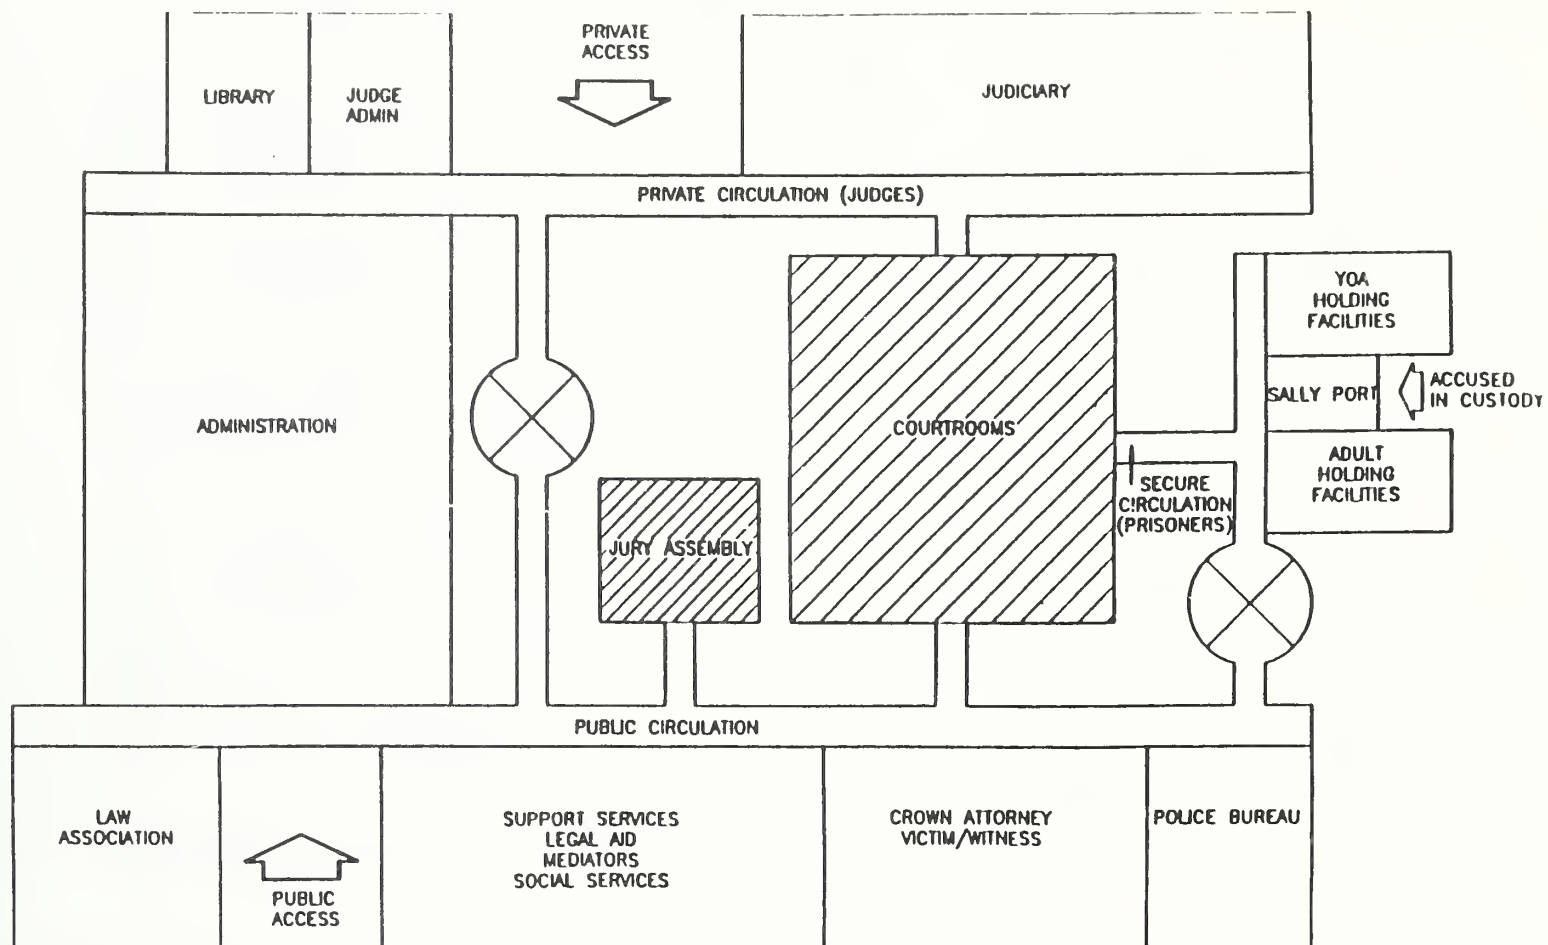 PRIVATE
ACCESS
LIBRARY
JUDGE
ADMIN
JUDICIARY
PRIVATE CIRCULATION (JUDGES)
YOA
HOLDING
FACILITIES
SALLY PORT
ACCUSED
IN CUSTODY
ADMINISTRATION
COURTROOMS
ADULT
HOLDING
FACILITIES
SECURE
CIRCULATION
(PRISONERS)
JURY ASSEMBLY
PUBLIC CIRCULATION
LAW
ASSOCIATION
SUPPORT SERVICES
LEGAL AID
MEDIATORS
SOCIAL SERVICES
CROWN ATTORNEY
VICTIM/WITNESS
POLICE BUREAU
PUBLIC
ACCESS